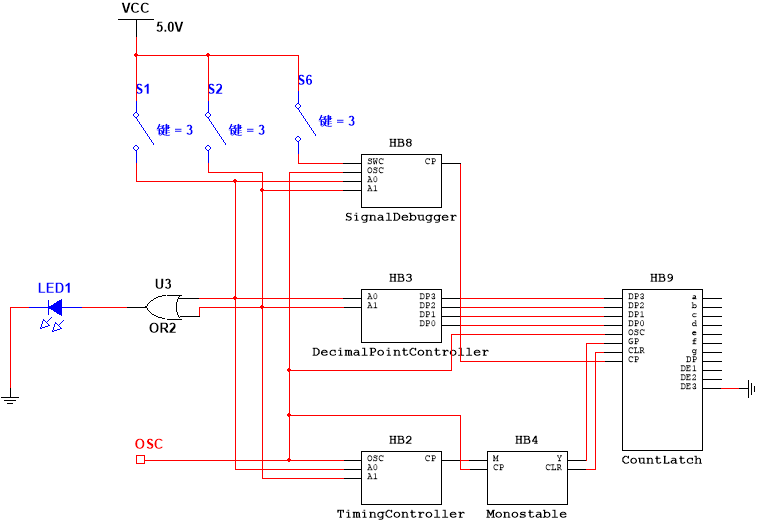 VCC
5.0V
S1
S2
S6
键 = 3
键 = 3
键 = 3
HB8
SWC
OSC
A0
A1
CP
SignalDebugger
LED1
U3
OR2
HB3
A0
A1
DP3
DP2
DP1
DP0
DecimalPointController
HB9
DP3
DP2
DP1
DP0
OSC
GP
CLR
CP
a
b
c
d
e
f
g
DP
DE1
DE2
DE3
CountLatch
OSC
HB2
OSC
A0
A1
CP
TimingController
HB4
M
CP
Y
CLR
Monostable